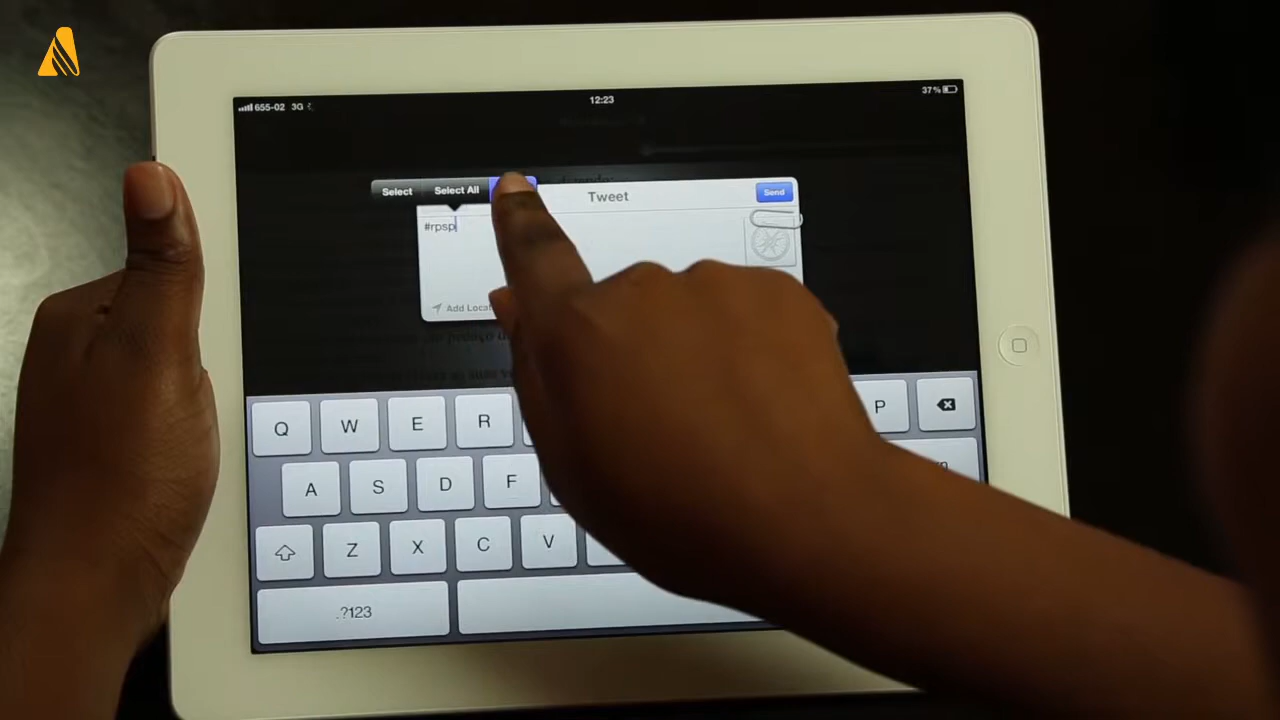 655-02 3G 12:23 37%
Select Select All
Tweet Send
#rpsp
Add Locat
Q W E R P
A S D F
Z X C V
.?123